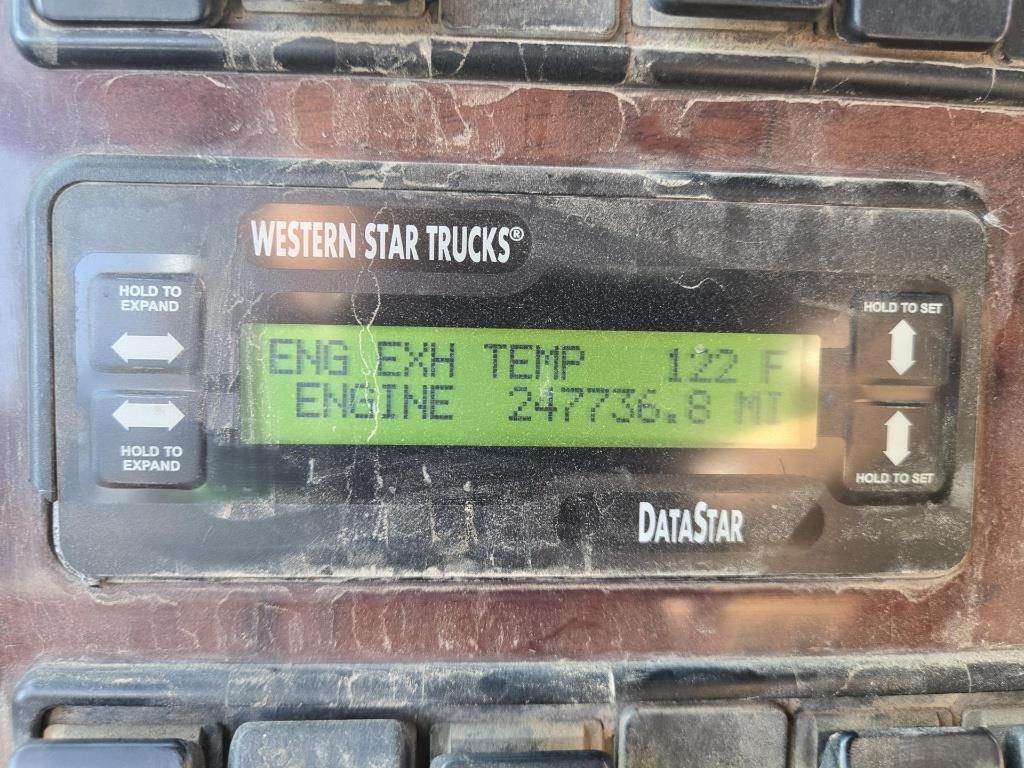 WESTERN STAR TRUCKS®
HOLD TO
EXPAND
HOLD TO SET
ENG EXH TEMP 122 F
ENGINE 247736.8 MI
HOLD TO
EXPAND
HOLD TO SET
DATASTAR